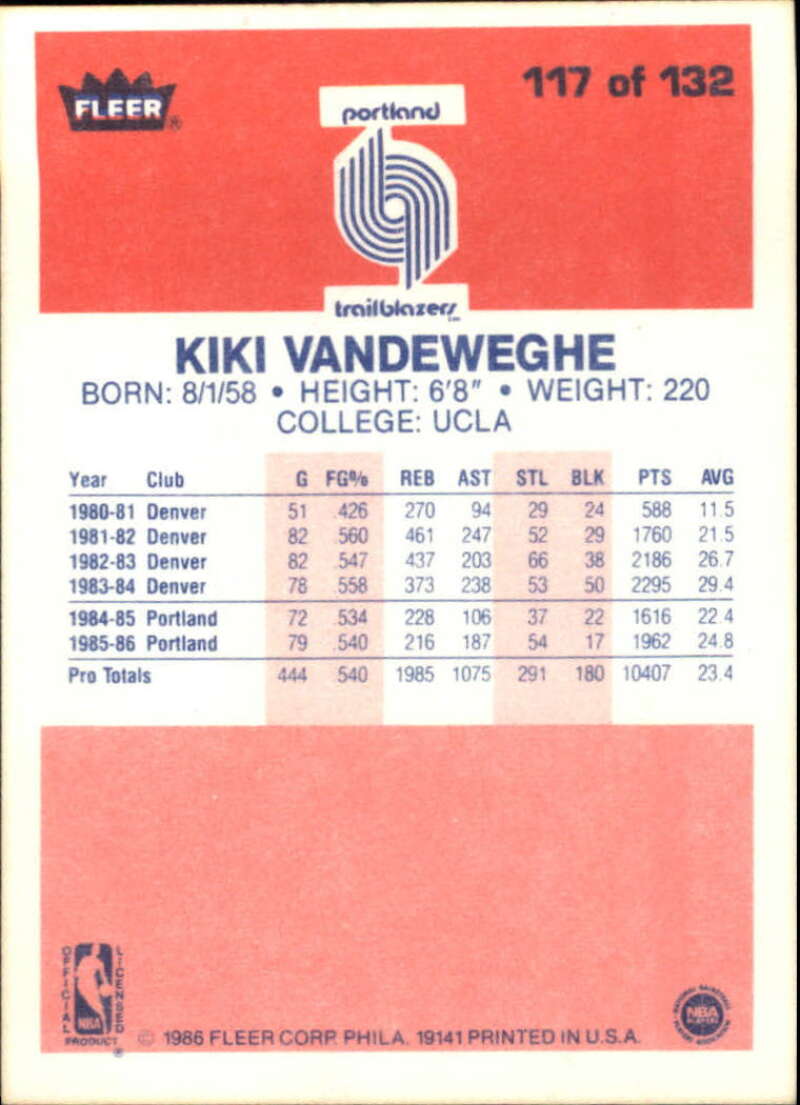 FLEER®
117 of 132
portland
trailblazers
KIKI VANDEWEGHE
BORN: 8/1/58 • HEIGHT: 6'8" • WEIGHT: 220
COLLEGE: UCLA
Year Club G FG% REB AST STL BLK PTS AVG
1980-81 Denver 51 .426 270 94 29 24 588 11.5
1981-82 Denver 82 .560 461 247 52 29 1760 21.5
1982-83 Denver 82 .547 437 203 66 38 2186 26.7
1983-84 Denver 78 .558 373 238 53 50 2295 29.4
1984-85 Portland 72 .534 228 106 37 22 1616 22.4
1985-86 Portland 79 .540 216 187 54 17 1962 24.8
Pro Totals 444 .540 1985 1075 291 180 10407 23.4
OFFICIAL
LICENSED
NBA
PRODUCT®
© 1986 FLEER CORP. PHILA. 19141 PRINTED IN U.S.A.
NATIONAL BASKETBALL
NBA
PLAYERS
PLAYERS ASSOCIATION